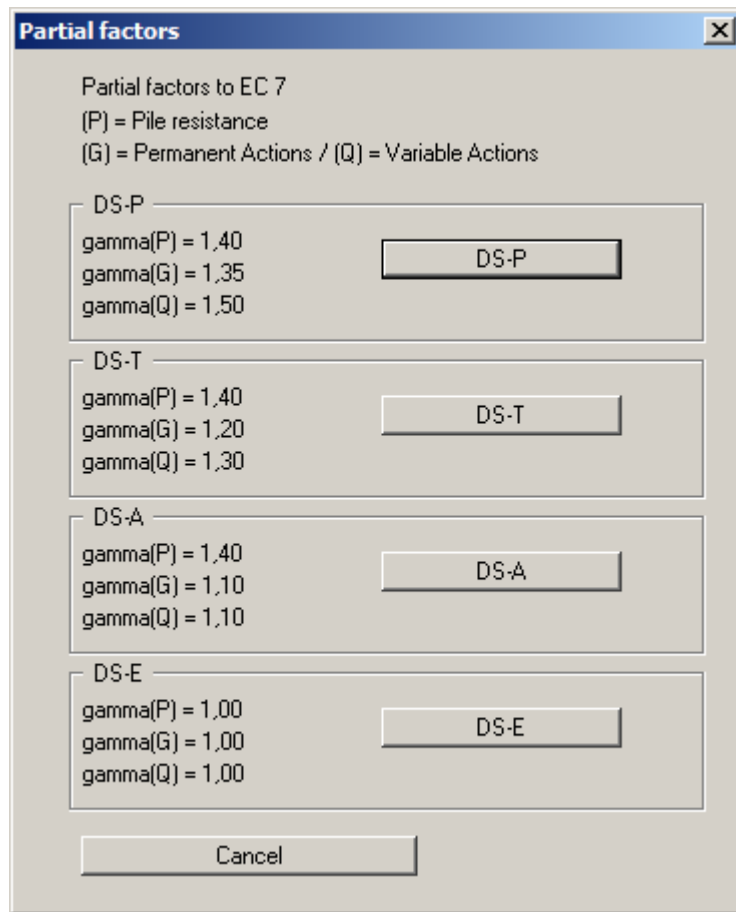 Partial factors
Partial factors to EC 7
(P) = Pile resistance
(G) = Permanent Actions / (Q) = Variable Actions
DS-P
gamma(P) = 1,40
gamma(G) = 1,35
gamma(Q) = 1,50
DS-P
DS-T
gamma(P) = 1,40
gamma(G) = 1,20
gamma(Q) = 1,30
DS-T
DS-A
gamma(P) = 1,40
gamma(G) = 1,10
gamma(Q) = 1,10
DS-A
DS-E
gamma(P) = 1,00
gamma(G) = 1,00
gamma(Q) = 1,00
DS-E
Cancel